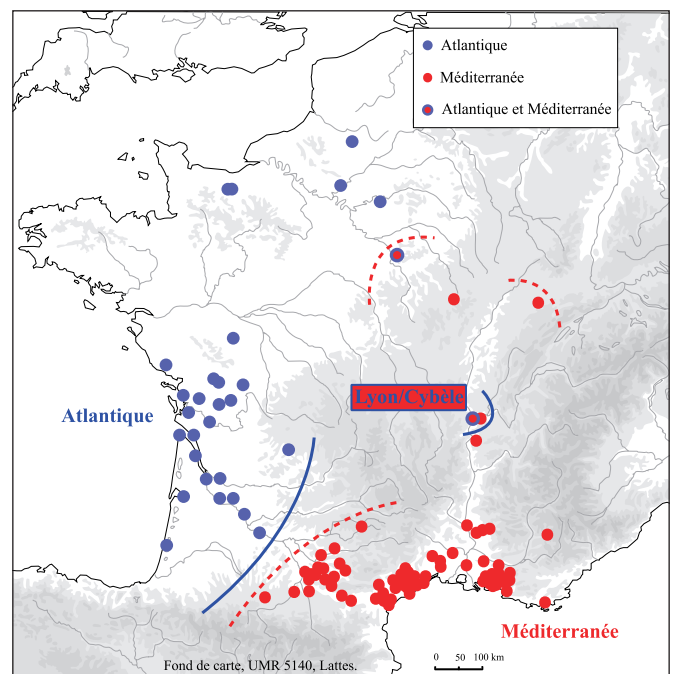 Atlantique
Méditerranée
Atlantique et Méditerranée
Lyon/Cybèle
Atlantique
Méditerranée
Fond de carte, UMR 5140, Lattes.
0 50 100 km